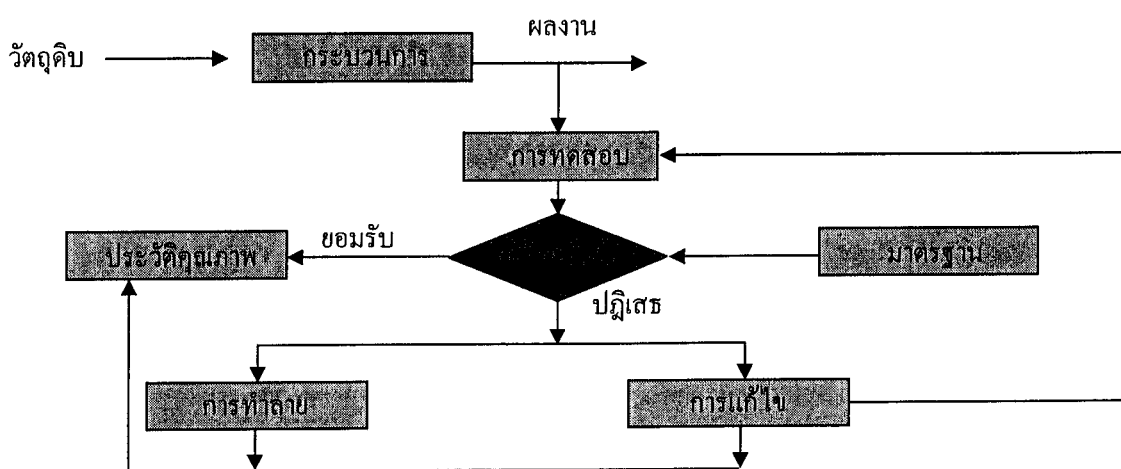 ผลงาน
วัตถุดิบ
กระบวนการ
การทดสอบ
ยอมรับ
ประวัติคุณภาพ
มาตรฐาน
ปฎิเสธ
การทำลาย
การแก้ไข